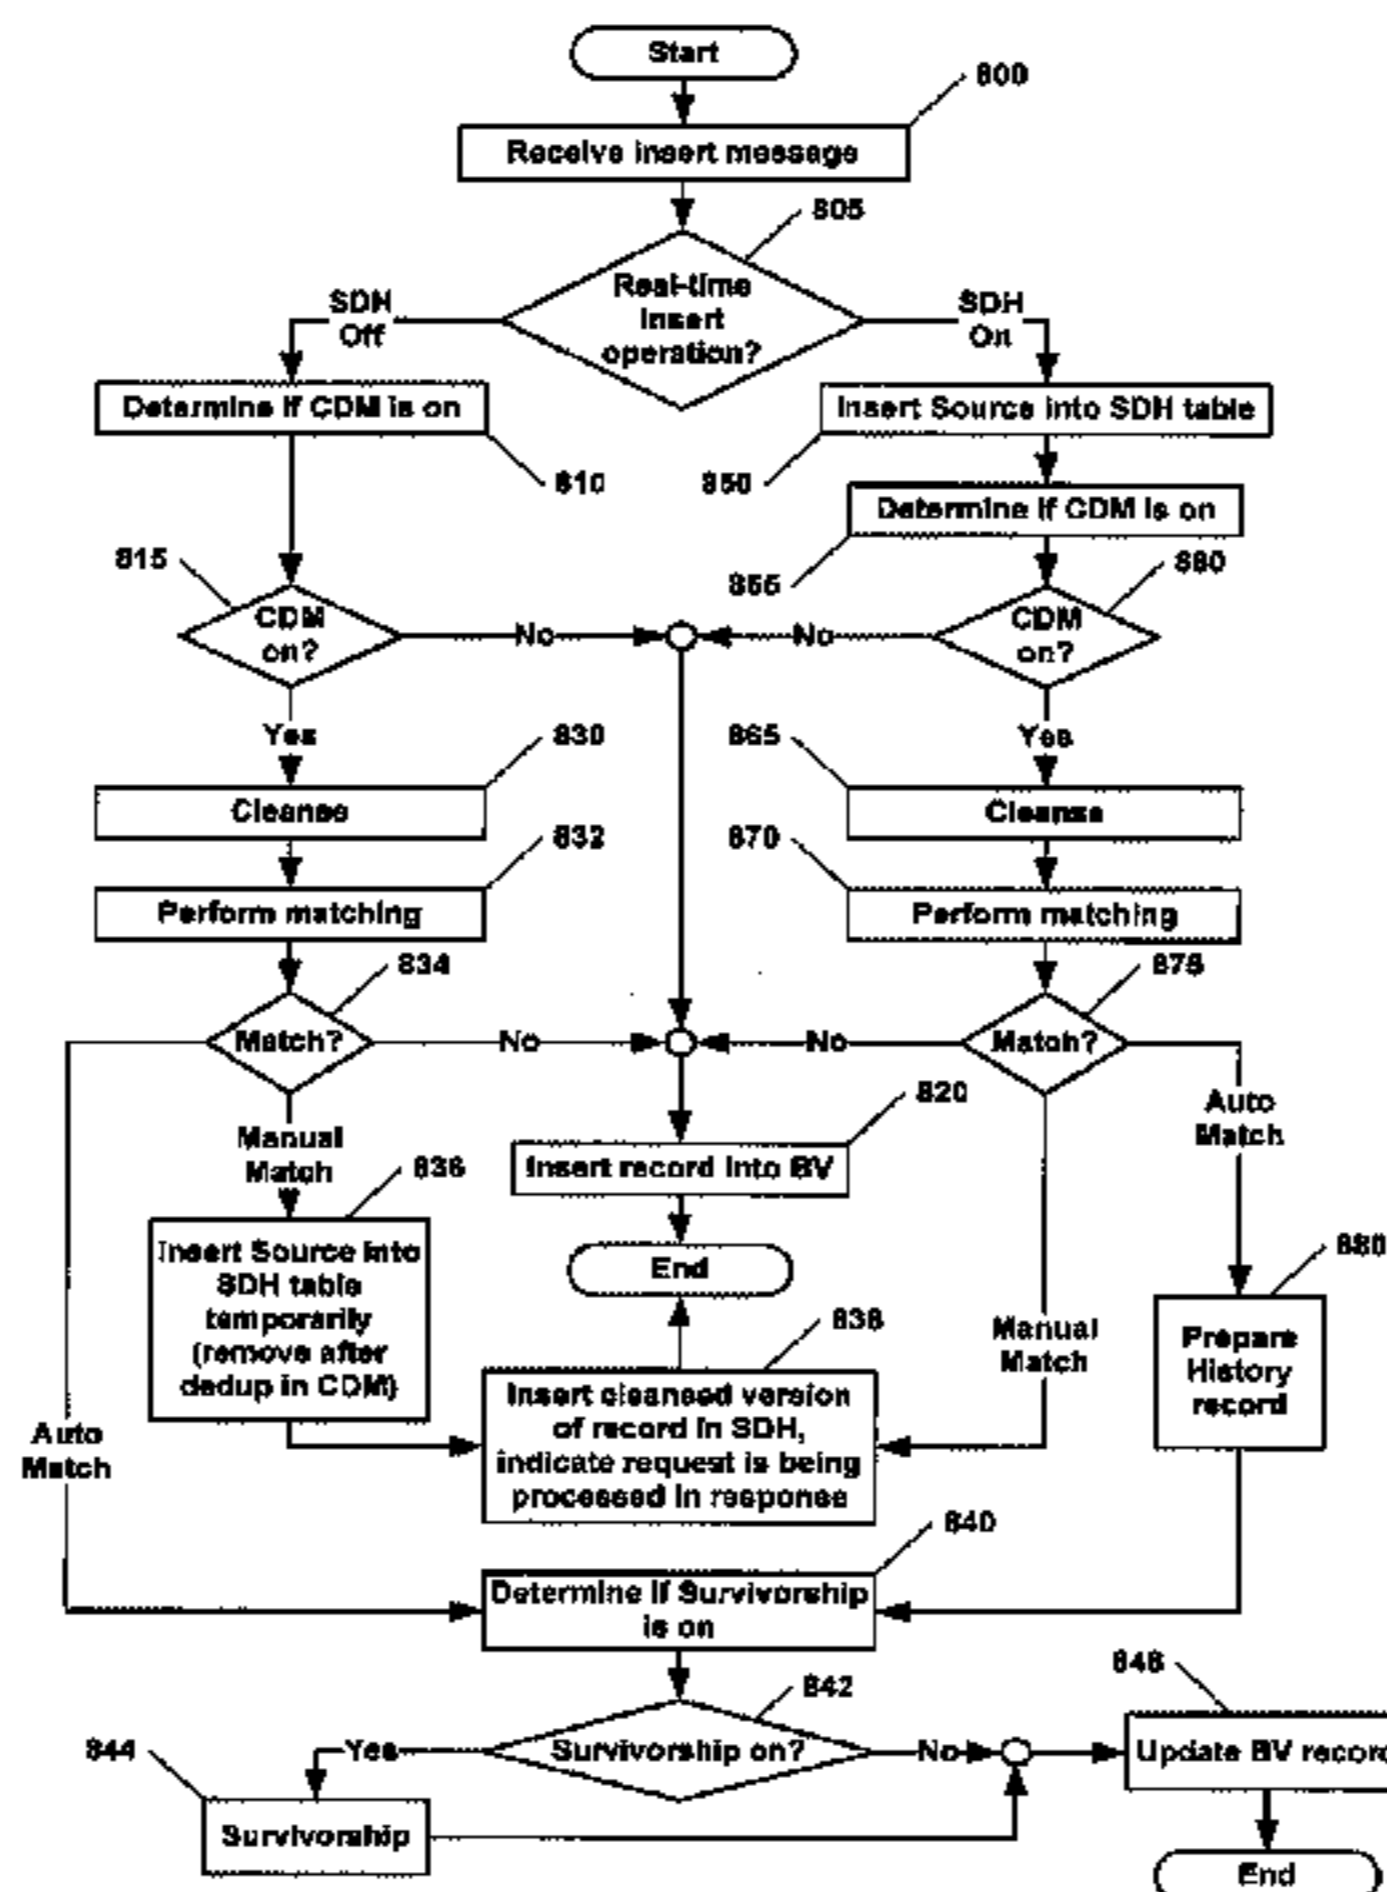 Start
800
Receive insert message
805
Real-time
insert
operation?
SDH
Off
SDH
On
Determine if CDM is on
Insert Source into SDH table
810
850
Determine if CDM is on
815
855
860
CDM
on?
No
No
CDM
on?
Yes
830
865
Yes
Cleanse
Cleanse
832
870
Perform matching
Perform matching
834
875
Match?
No
No
Match?
820
Auto
Match
Manual
Match
836
Insert record into BV
Insert Source into
SDH table
temporarily
(remove after
dedup in CDM)
End
880
838
Manual
Match
Prepare
History
record
Insert cleansed version
of record in SDH,
indicate request is being
processed in response
Auto
Match
840
Determine if Survivorship
is on
842
848
844
Yes
Survivorship on?
No
Update BV record
Survivorship
End